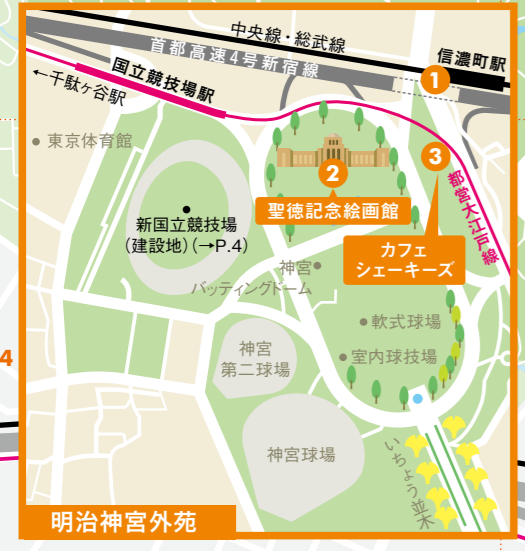 中央線・総武線
首都高速4号新宿線
信濃町駅
1
国立競技場駅
←千駄ヶ谷駅
東京体育館
2
3
聖徳記念絵画館
都営大江戸線
新国立競技場
(建設地)(→P.4)
カフェ
シェーキーズ
神宮
バッティングドーム
軟式球場
室内球技場
4
神宮
第二球場
神宮球場
いちょう並木
明治神宮外苑